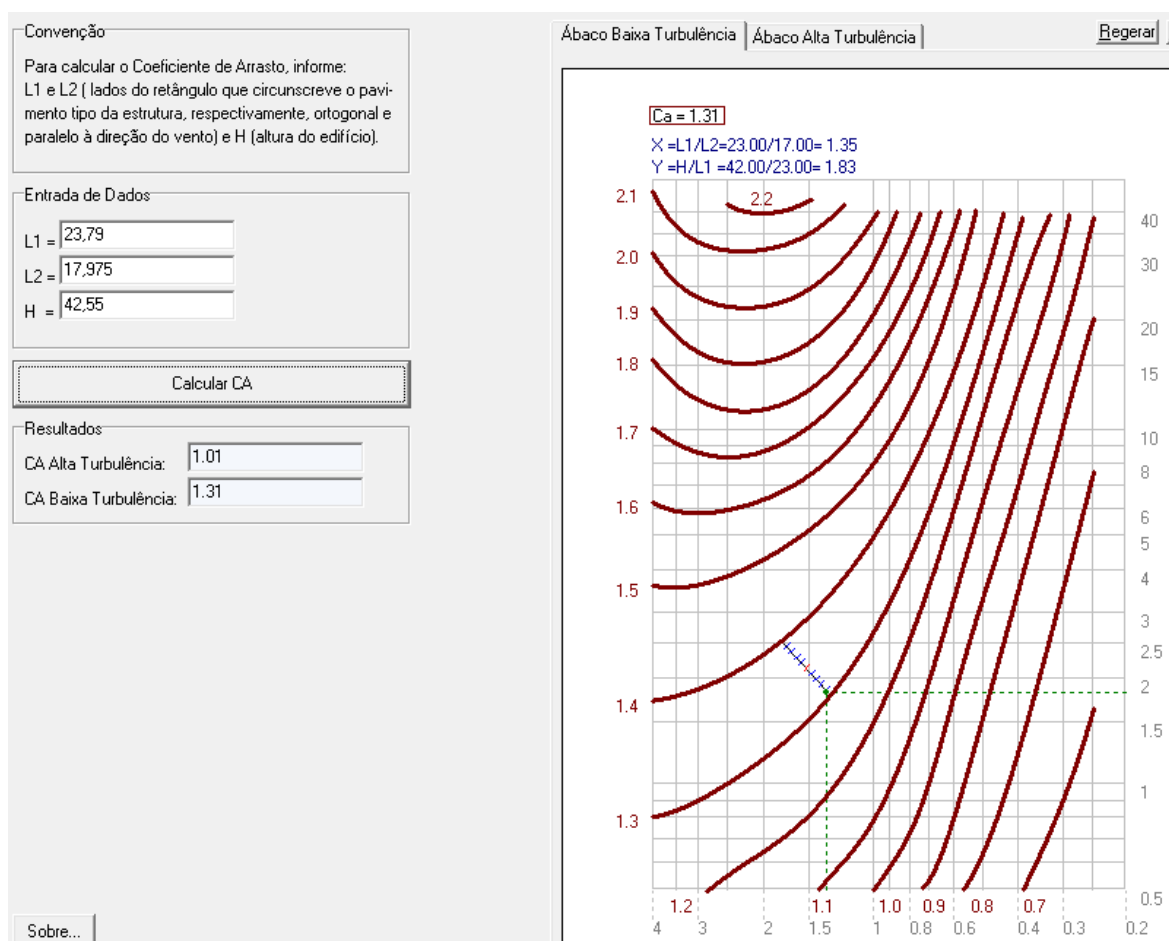 Convenção
Para calcular o Coeficiente de Arrasto, informe:
L1 e L2 ( lados do retângulo que circunscreve o pavi-
mento tipo da estrutura, respectivamente, ortogonal e
paralelo à direção do vento) e H (altura do edifício).
Entrada de Dados
L1 = 23,79
L2 = 17,975
H = 42,55
Calcular CA
Resultados
CA Alta Turbulência: 1.01
CA Baixa Turbulência: 1.31
Sobre...
Ábaco Baixa Turbulência
Ábaco Alta Turbulência
Regerar
Ca = 1.31
X =L1/L2=23.00/17.00= 1.35
Y =H/L1 =42.00/23.00= 1.83
2.1
2.2
2.0
1.9
1.8
1.7
1.6
1.5
1.4
1.3
40
30
20
15
10
8
6
5
4
3
2.5
2
1.5
1
0.5
1.2 1.1 1.0 0.9 0.8 0.7
4 3 2 1.5 1 0.8 0.6 0.4 0.3 0.2